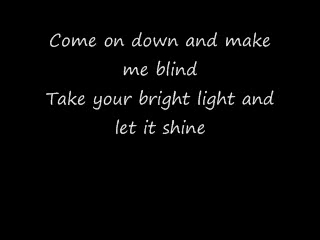 Come on down and make
me blind
Take your bright light and
let it shine